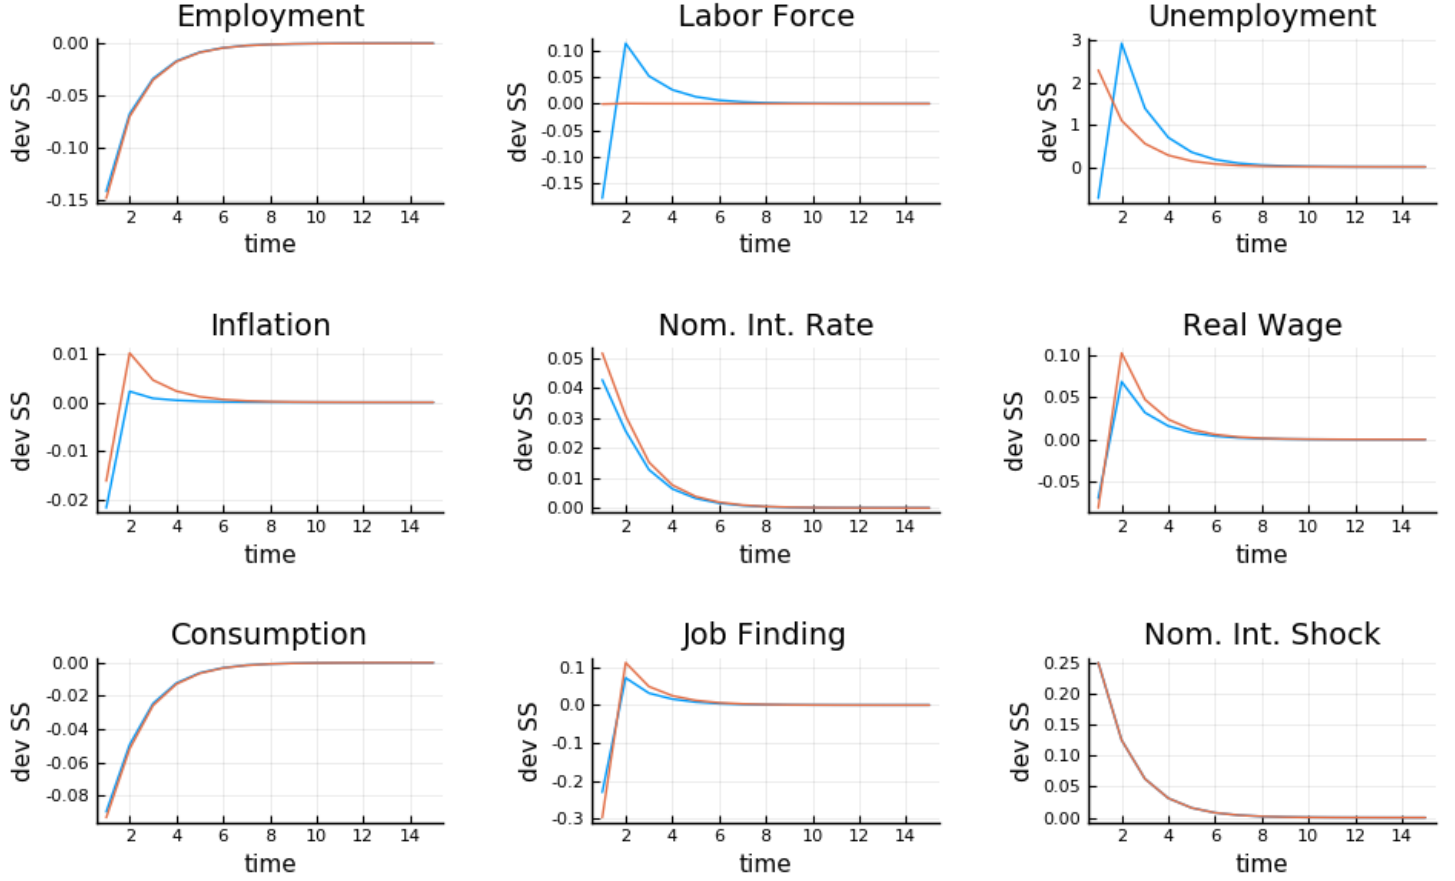 Employment
Labor Force
Unemployment
0.00
-0.05
-0.10
-0.15
dev SS
2 4 6 8 10 12 14
time
0.10
0.05
0.00
-0.05
-0.10
-0.15
dev SS
2 4 6 8 10 12 14
time
3
2
1
0
dev SS
2 4 6 8 10 12 14
time
Inflation
Nom. Int. Rate
Real Wage
0.01
0.00
-0.01
-0.02
dev SS
2 4 6 8 10 12 14
time
0.05
0.04
0.03
0.02
0.01
0.00
dev SS
2 4 6 8 10 12 14
time
0.10
0.05
0.00
-0.05
dev SS
2 4 6 8 10 12 14
time
Consumption
Job Finding
Nom. Int. Shock
0.00
-0.02
-0.04
-0.06
-0.08
dev SS
2 4 6 8 10 12 14
time
0.1
0.0
-0.1
-0.2
-0.3
dev SS
2 4 6 8 10 12 14
time
0.25
0.20
0.15
0.10
0.05
0.00
dev SS
2 4 6 8 10 12 14
time